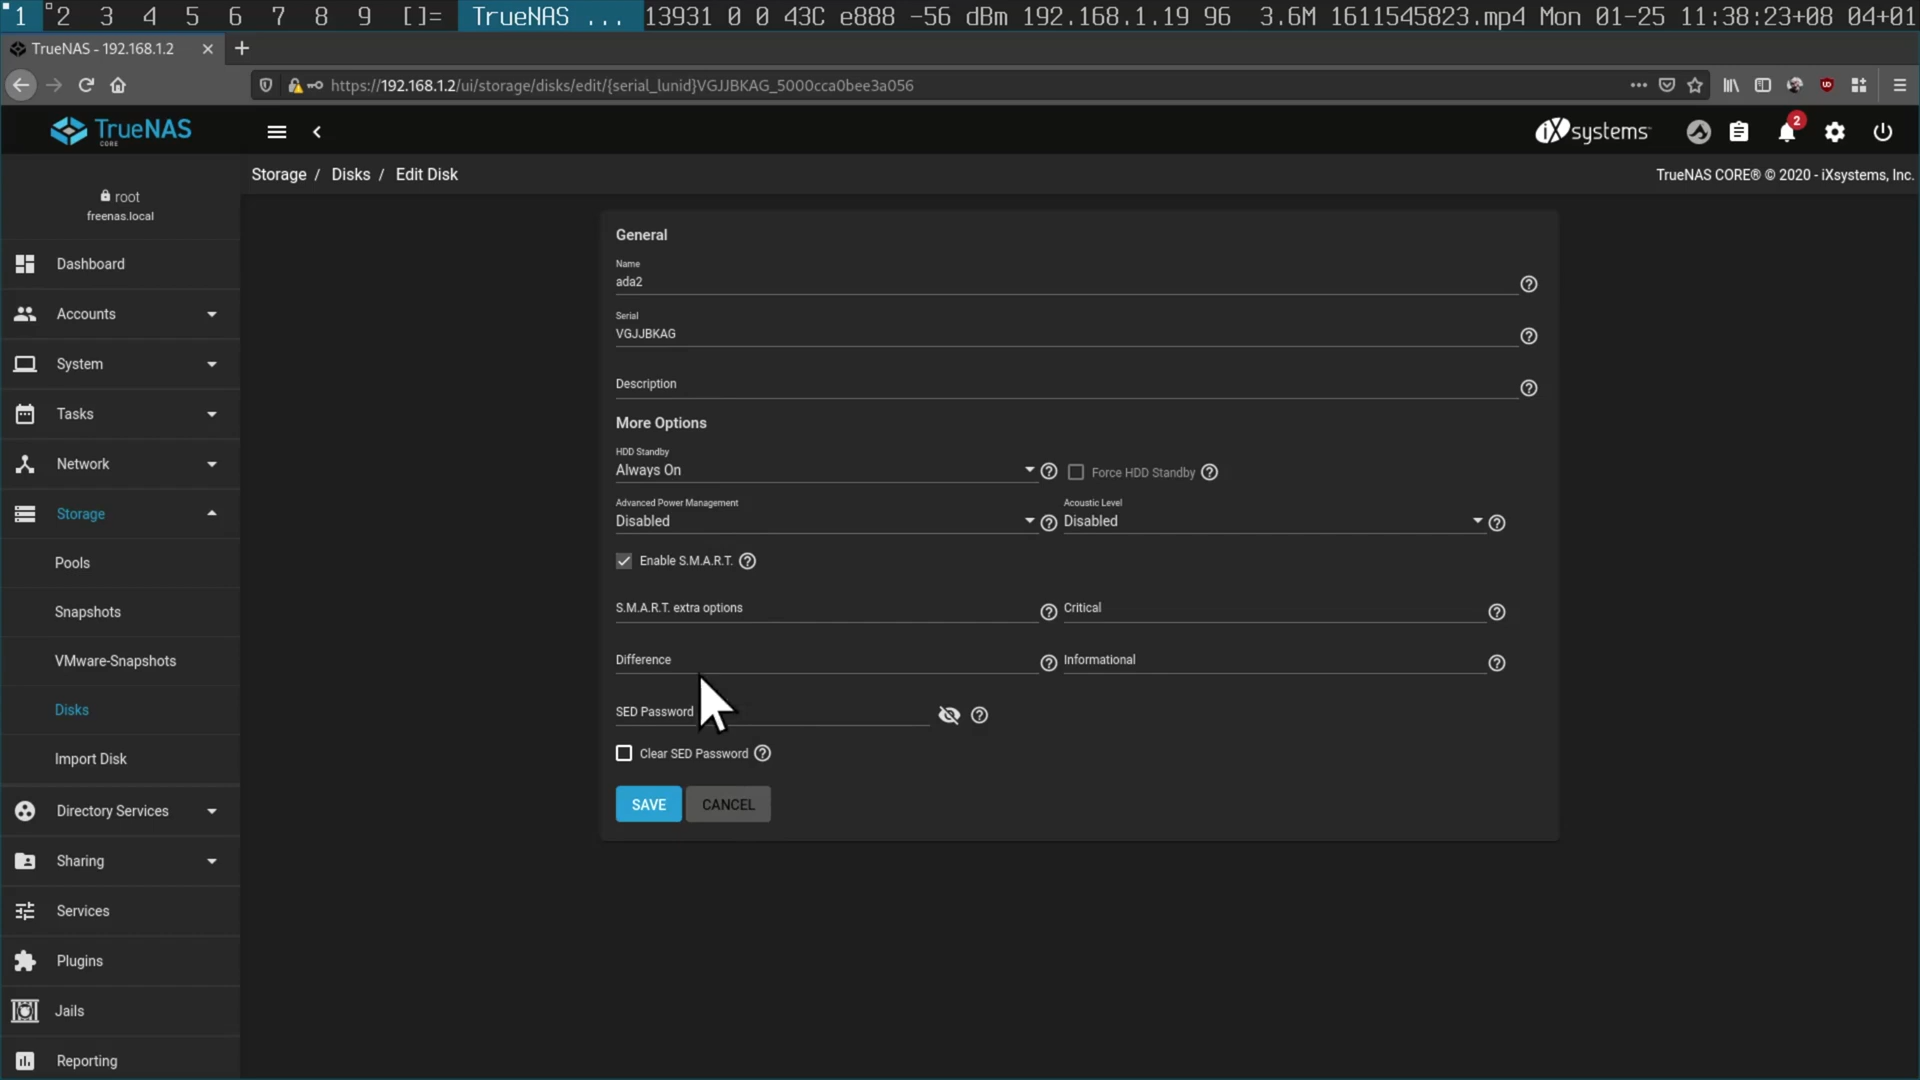 1 2 3 4 5 6 7 8 9 []= TrueNAS ... 13931 0 0 43C e888 -56 dBm 192.168.1.19 96 3.6M 1611545823.mp4 Mon 01-25 11:38:23+08 04+01
TrueNAS - 192.168.1.2
https://192.168.1.2/ui/storage/disks/edit/{serial_lunid}VGJJBKAG_5000cca0bee3a056
TrueNAS
CORE
iXsystems
2
Storage / Disks / Edit Disk
TrueNAS CORE® © 2020 - iXsystems, Inc.
root
freenas.local
Dashboard
Accounts
System
Tasks
Network
Storage
Pools
Snapshots
VMware-Snapshots
Disks
Import Disk
Directory Services
Sharing
Services
Plugins
Jails
Reporting
General
Name
ada2
Serial
VGJJBKAG
Description
More Options
HDD Standby
Always On
Force HDD Standby
Advanced Power Management
Disabled
Acoustic Level
Disabled
Enable S.M.A.R.T.
S.M.A.R.T. extra options
Critical
Difference
Informational
SED Password
Clear SED Password
SAVE
CANCEL